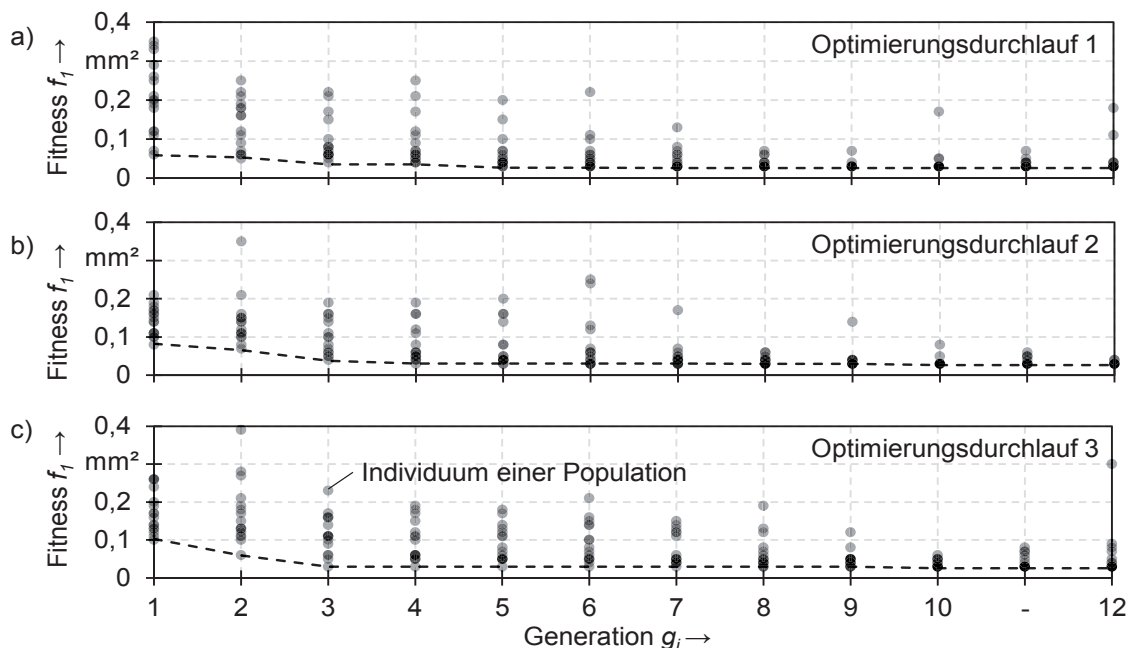 a)
Fitness f₁ →
0,4
mm²
0,2
0,1
0
Optimierungsdurchlauf 1
b)
Fitness f₁ →
0,4
mm²
0,2
0,1
0
Optimierungsdurchlauf 2
c)
Fitness f₁ →
0,4
mm²
0,2
0,1
0
Optimierungsdurchlauf 3
Individuum einer Population
1 2 3 4 5 6 7 8 9 10 - 12
Generation gᵢ →